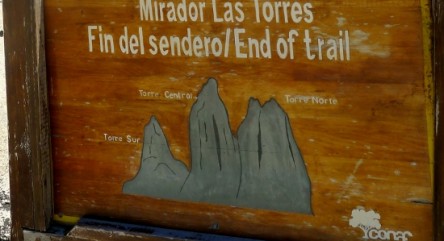 Mirador Las Torres
Fin del sendero/End of trail
Torre Central
Torre Norte
Torre Sur
conaf